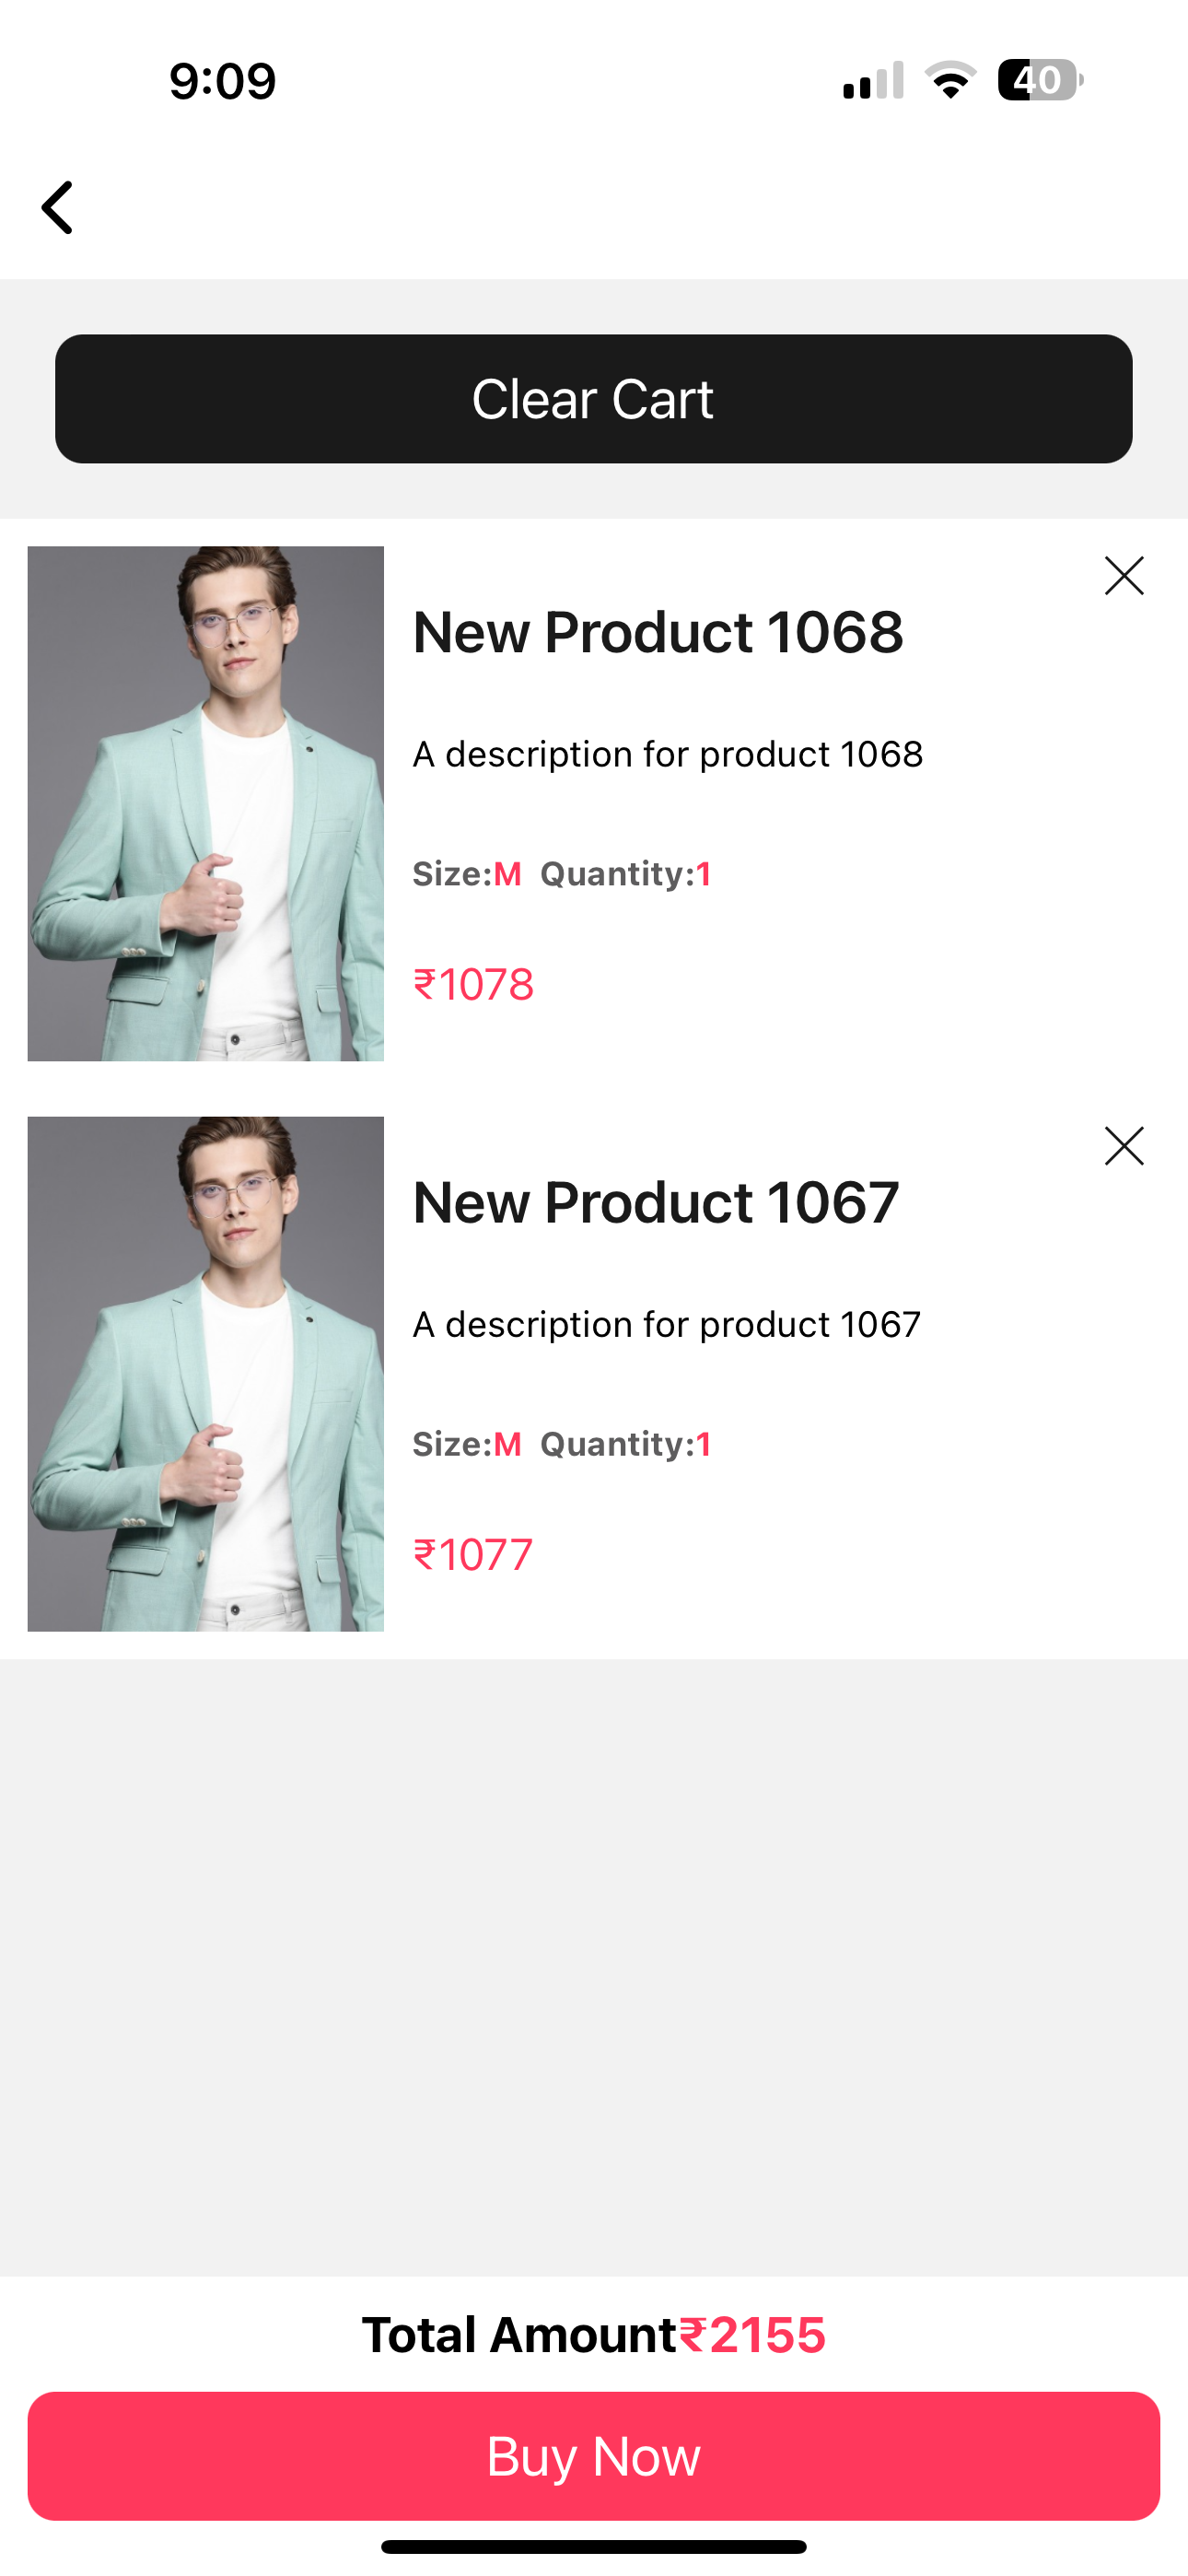 9:09
40
Clear Cart
New Product 1068
A description for product 1068
Size:M Quantity:1
₹1078
New Product 1067
A description for product 1067
Size:M Quantity:1
₹1077
Total Amount₹2155
Buy Now